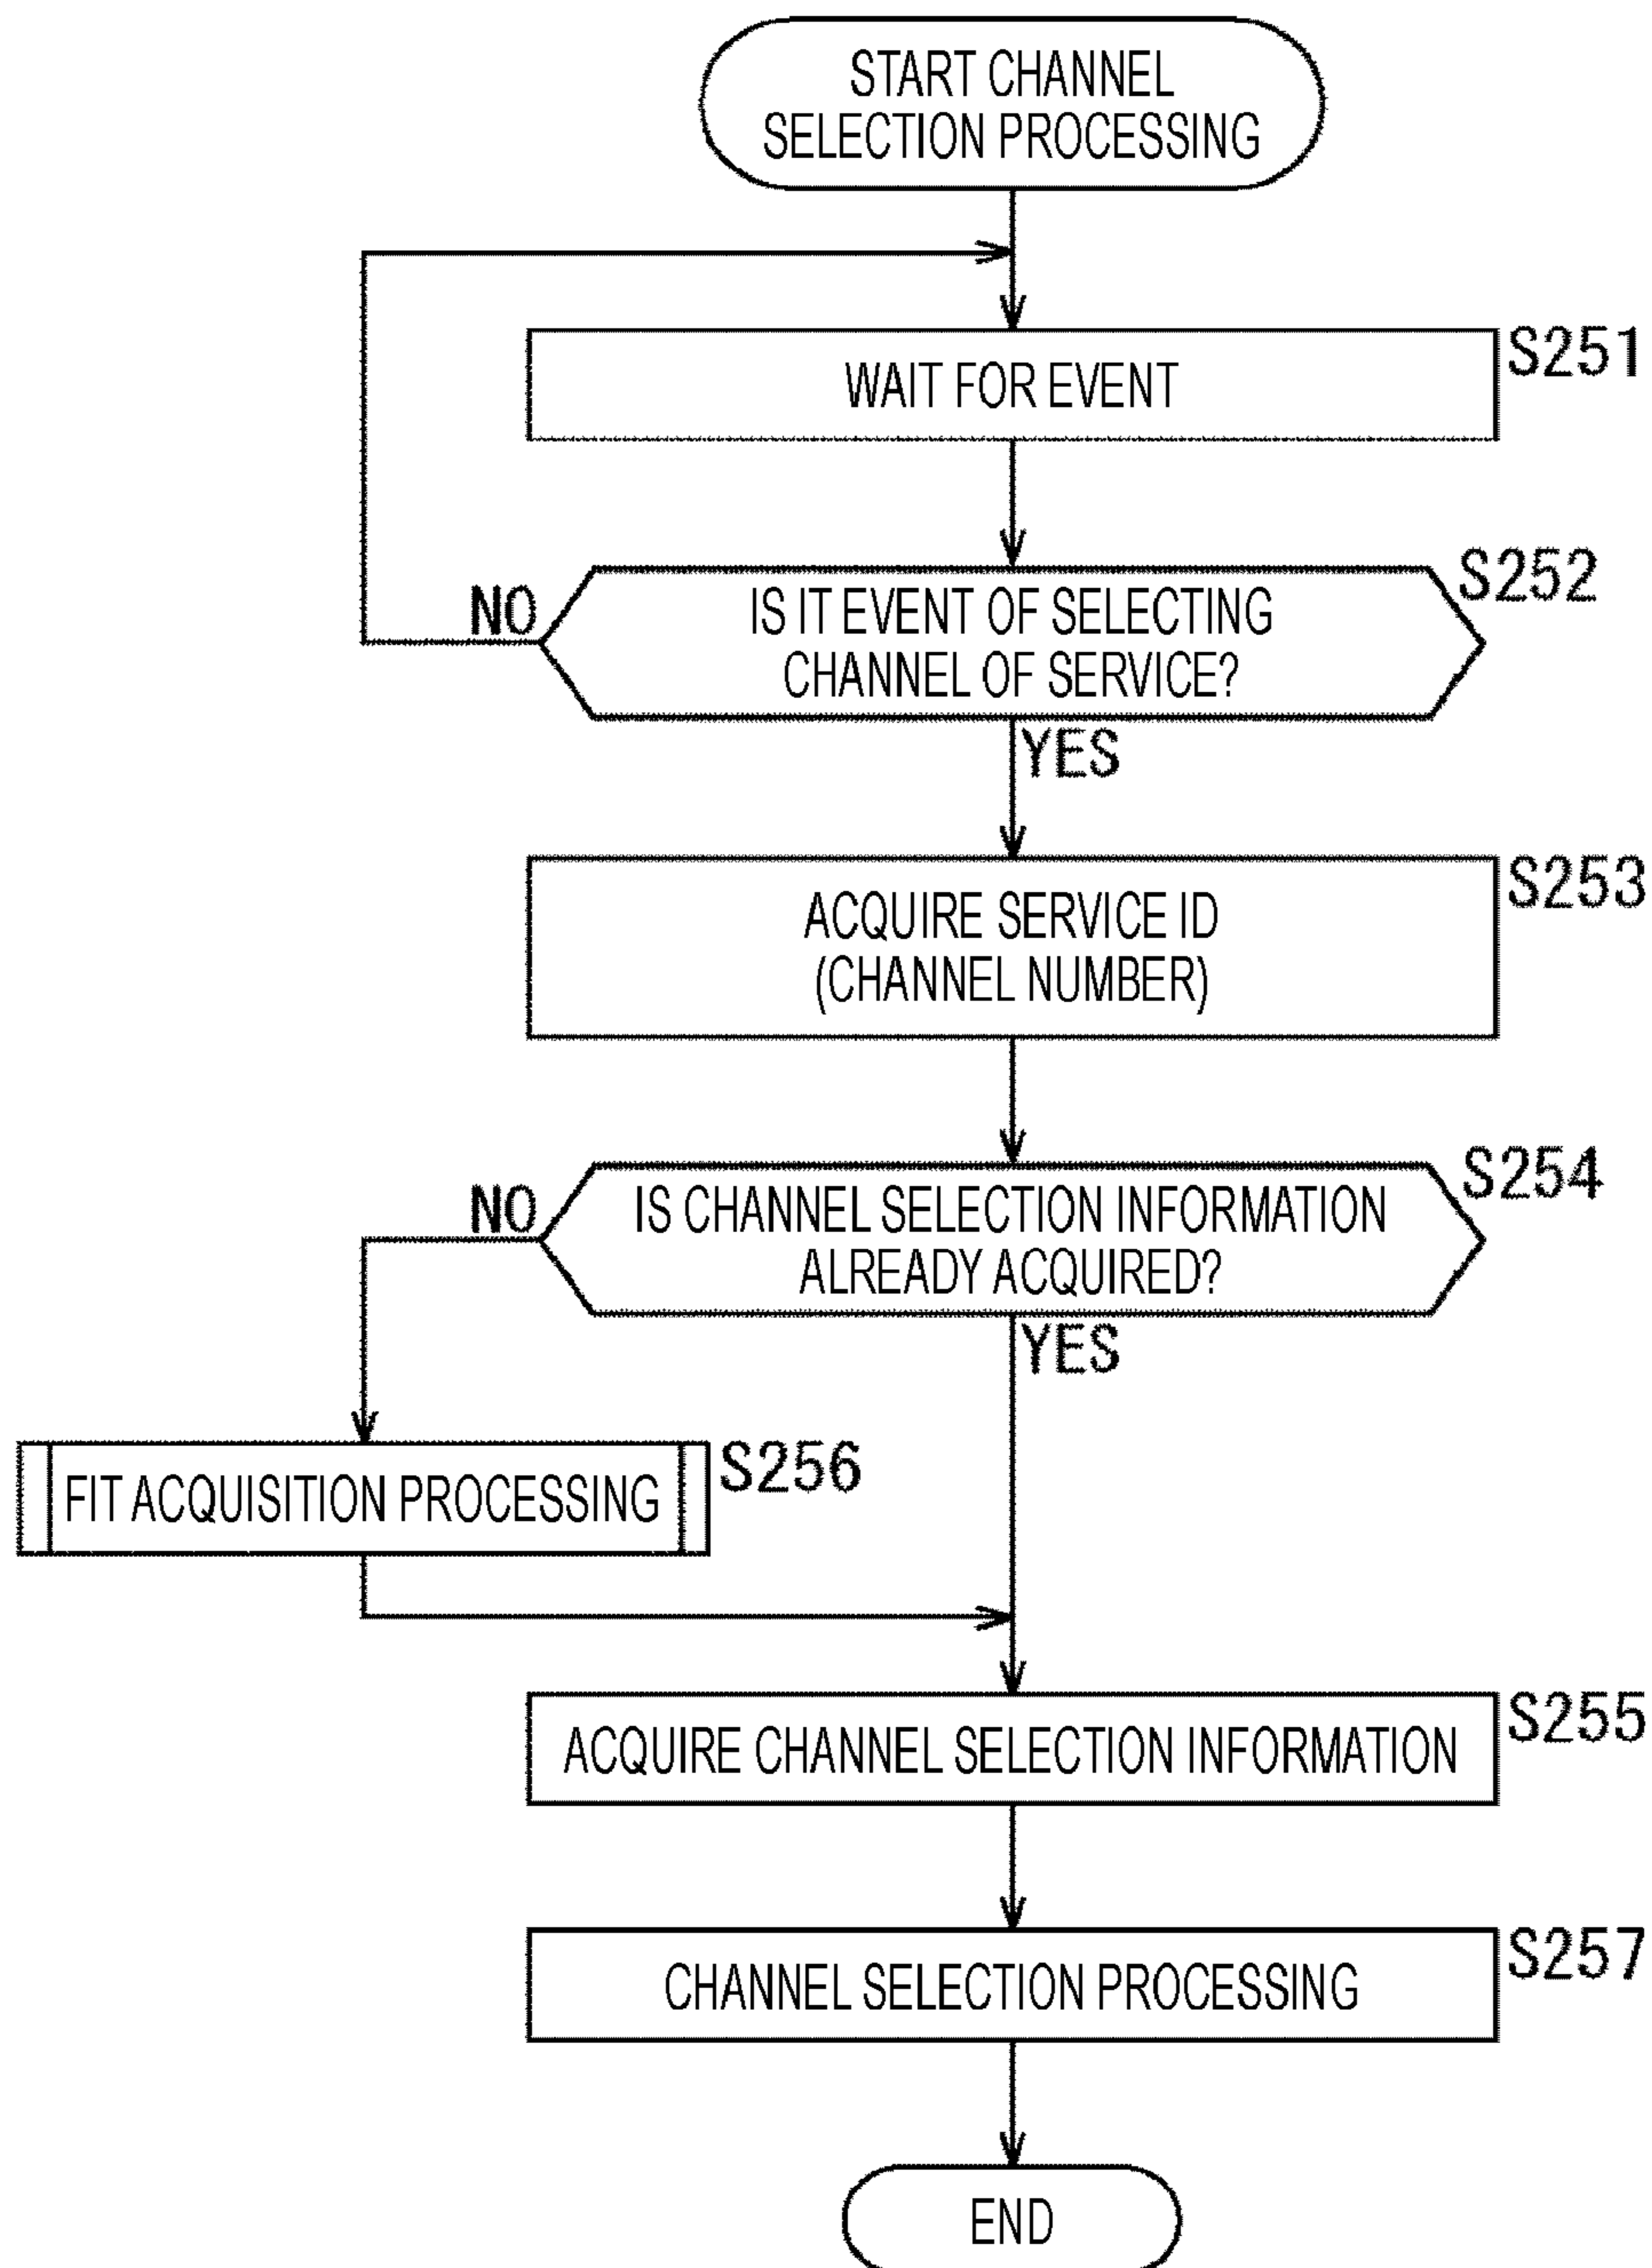 START CHANNEL
SELECTION PROCESSING
WAIT FOR EVENT
S251
S252
NO
IS IT EVENT OF SELECTING
CHANNEL OF SERVICE?
YES
ACQUIRE SERVICE ID
(CHANNEL NUMBER)
S253
S254
NO
IS CHANNEL SELECTION INFORMATION
ALREADY ACQUIRED?
YES
FIT ACQUISITION PROCESSING
S256
ACQUIRE CHANNEL SELECTION INFORMATION
S255
CHANNEL SELECTION PROCESSING
S257
END